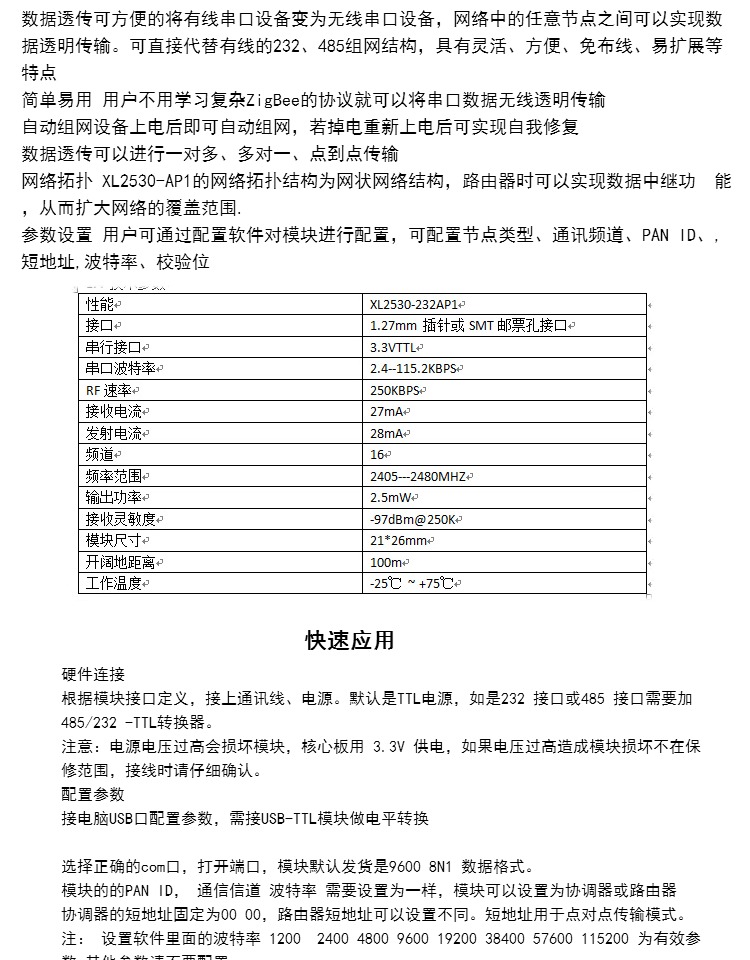 数据透传可方便的将有线串口设备变为无线串口设备，网络中的任意节点之间可以实现数
据透明传输。可直接代替有线的232、485组网结构，具有灵活、方便、免布线、易扩展等
特点
简单易用 用户不用学习复杂ZigBee的协议就可以将串口数据无线透明传输
自动组网设备上电后即可自动组网，若掉电重新上电后可实现自我修复
数据透传可以进行一对多、多对一、点到点传输
网络拓扑 XL2530-AP1的网络拓扑结构为网状网络结构，路由器时可以实现数据中继功 能
，从而扩大网络的覆盖范围.
参数设置 用户可通过配置软件对模块进行配置，可配置节点类型、通讯频道、PAN ID、,
短地址,波特率、校验位
性能 XL2530-232AP1
接口 1.27mm 插针或 SMT 邮票孔接口
串行接口 3.3VTTL
串口波特率 2.4--115.2KBPS
RF 速率 250KBPS
接收电流 27mA
发射电流 28mA
频道 16
频率范围 2405---2480MHZ
输出功率 2.5mW
接收灵敏度 -97dBm@250K
模块尺寸 21*26mm
开阔地距离 100m
工作温度 -25℃ ~ +75℃
快速应用
硬件连接
根据模块接口定义，接上通讯线、电源。默认是TTL电源，如是232 接口或485 接口需要加
485/232 -TTL转换器。
注意：电源电压过高会损坏模块，核心板用 3.3V 供电，如果电压过高造成模块损坏不在保
修范围，接线时请仔细确认。
配置参数
接电脑USB口配置参数，需接USB-TTL模块做电平转换
选择正确的com口，打开端口，模块默认发货是9600 8N1 数据格式。
模块的的PAN ID， 通信信道 波特率 需要设置为一样，模块可以设置为协调器或路由器
协调器的短地址固定为00 00，路由器短地址可以设置不同。短地址用于点对点传输模式。
注： 设置软件里面的波特率 1200 2400 4800 9600 19200 38400 57600 115200 为有效参